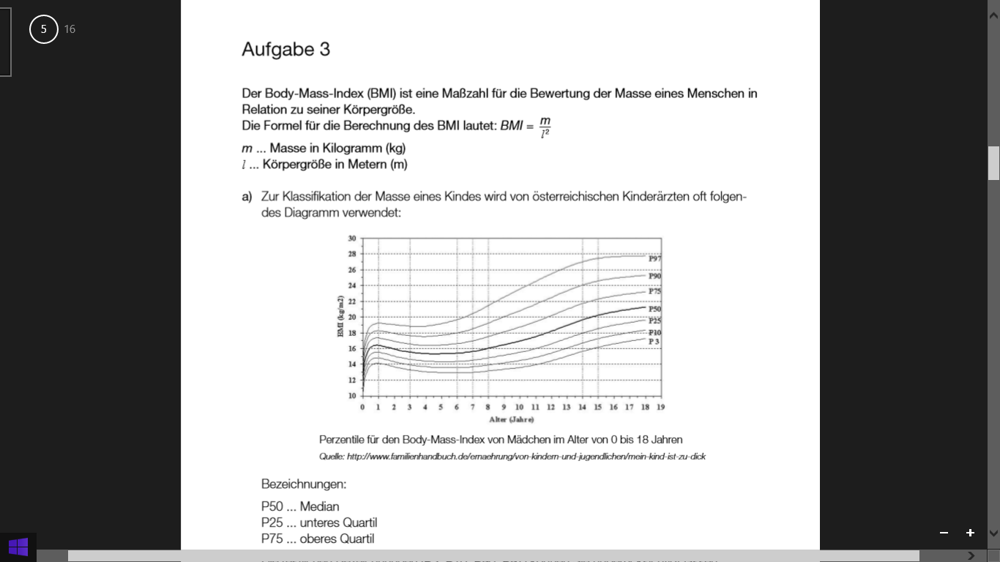 5 16
Aufgabe 3
Der Body-Mass-Index (BMI) ist eine Maßzahl für die Bewertung der Masse eines Menschen in
Relation zu seiner Körpergröße.
Die Formel für die Berechnung des BMI lautet: BMI = m/l²
m ... Masse in Kilogramm (kg)
l ... Körpergröße in Metern (m)
a) Zur Klassifikation der Masse eines Kindes wird von österreichischen Kinderärzten oft folgen-
des Diagramm verwendet:
30
28
26
24
22
20
18
16
14
12
10
BMI (kg/m2)
P97
P90
P75
P50
P25
P10
P 3
0 1 2 3 4 5 6 7 8 9 10 11 12 13 14 15 16 17 18 19
Alter (Jahre)
Perzentile für den Body-Mass-Index von Mädchen im Alter von 0 bis 18 Jahren
Quelle: http://www.familienhandbuch.de/ernaehrung/von-kindern-und-jugendlichen/mein-kind-ist-zu-dick
Bezeichnungen:
P50 ... Median
P25 ... unteres Quartil
P75 ... oberes Quartil